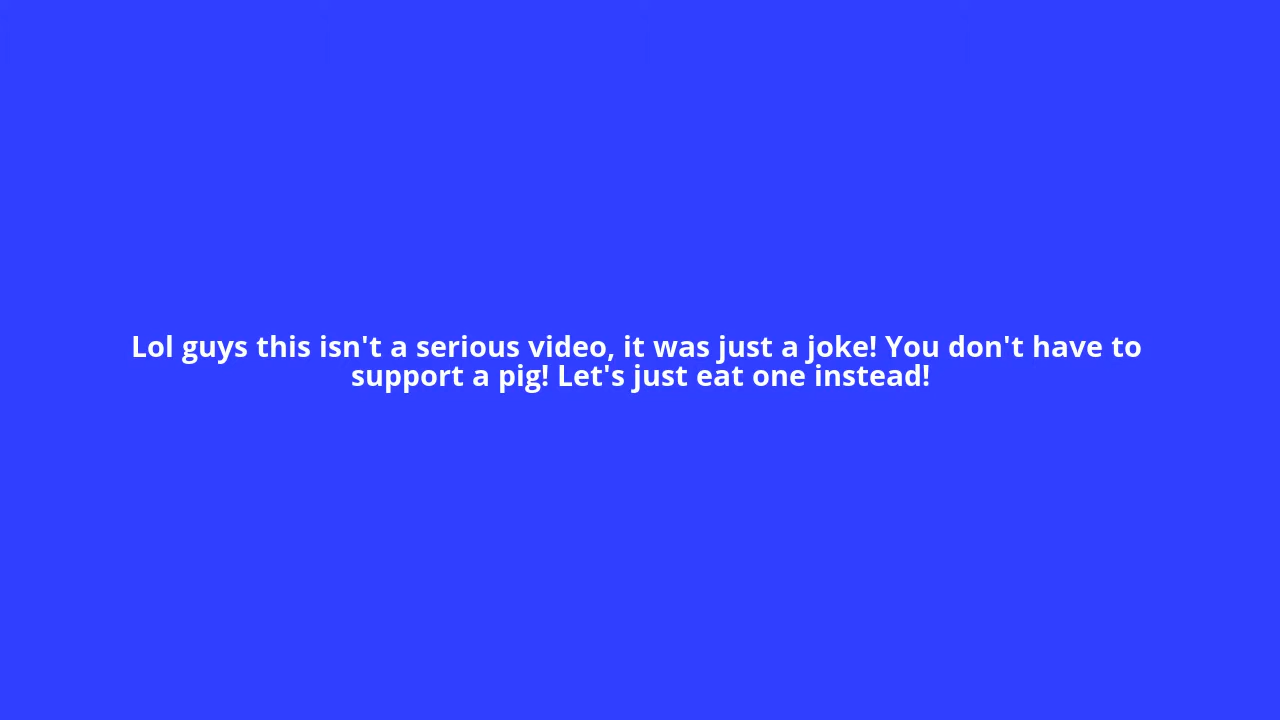 Lol guys this isn't a serious video, it was just a joke! You don't have to
support a pig! Let's just eat one instead!